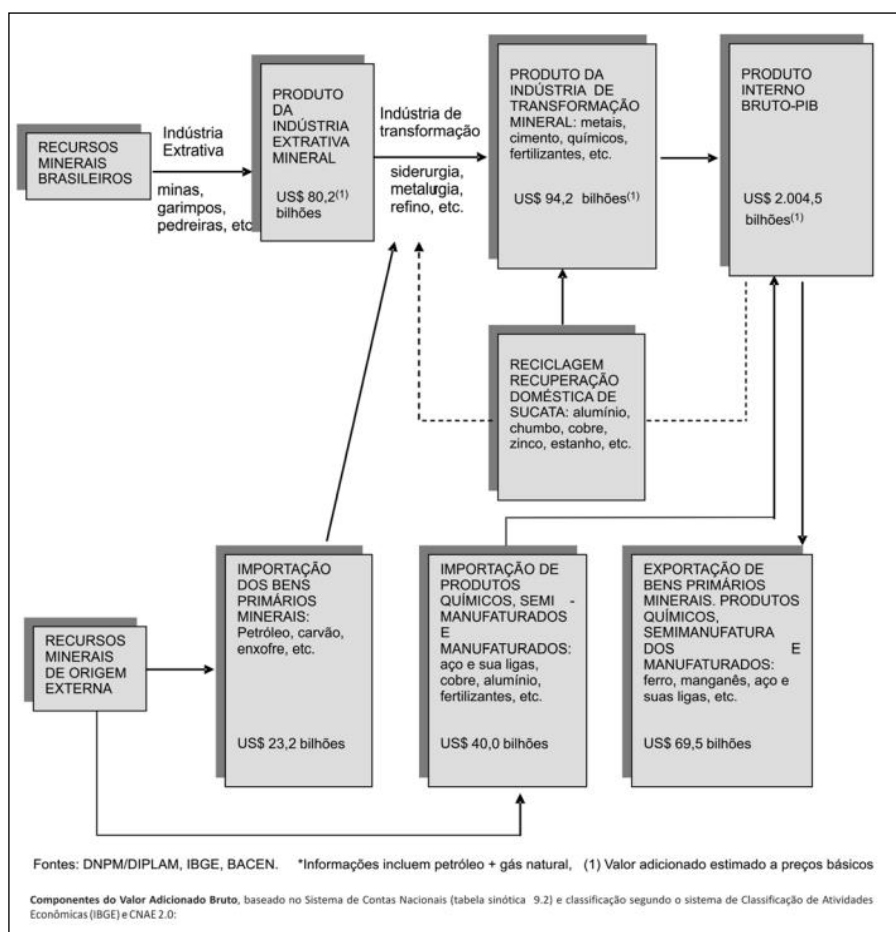 RECURSOS
MINERAIS
BRASILEIROS
Indústria
Extrativa
minas,
garimpos,
pedreiras, etc
PRODUTO
DA
INDÚSTRIA
EXTRATIVA
MINERAL
US$ 80,2(1)
bilhões
Indústria de
transformação
siderurgia,
metalurgia,
refino, etc.
PRODUTO DA
INDÚSTRIA DE
TRANSFORMAÇÃO
MINERAL: metais,
cimento, químicos,
fertilizantes, etc.
US$ 94,2 bilhões(1)
PRODUTO
INTERNO
BRUTO-PIB
US$ 2.004,5
bilhões(1)
RECICLAGEM
RECUPERAÇÃO
DOMÉSTICA DE
SUCATA: alumínio,
chumbo, cobre,
zinco, estanho, etc.
RECURSOS
MINERAIS
DE ORIGEM
EXTERNA
IMPORTAÇÃO
DOS BENS
PRIMÁRIOS
MINERAIS:
Petróleo, carvão,
enxofre, etc.
US$ 23,2 bilhões
IMPORTAÇÃO DE
PRODUTOS
QUÍMICOS, SEMI -
MANUFATURADOS
E
MANUFATURADOS:
aço e sua ligas,
cobre, alumínio,
fertilizantes, etc.
US$ 40,0 bilhões
EXPORTAÇÃO DE
BENS PRIMÁRIOS
MINERAIS. PRODUTOS
QUÍMICOS,
SEMIMANUFATURA
DOS E
MANUFATURADOS:
ferro, manganês, aço e
suas ligas, etc.
US$ 69,5 bilhões
Fontes: DNPM/DIPLAM, IBGE, BACEN. *Informações incluem petróleo + gás natural, (1) Valor adicionado estimado a preços básicos
Componentes do Valor Adicionado Bruto, baseado no Sistema de Contas Nacionais (tabela sinótica 9.2) e classificação segundo o sistema de Classificação de Atividades
Econômicas (IBGE) e CNAE 2.0: